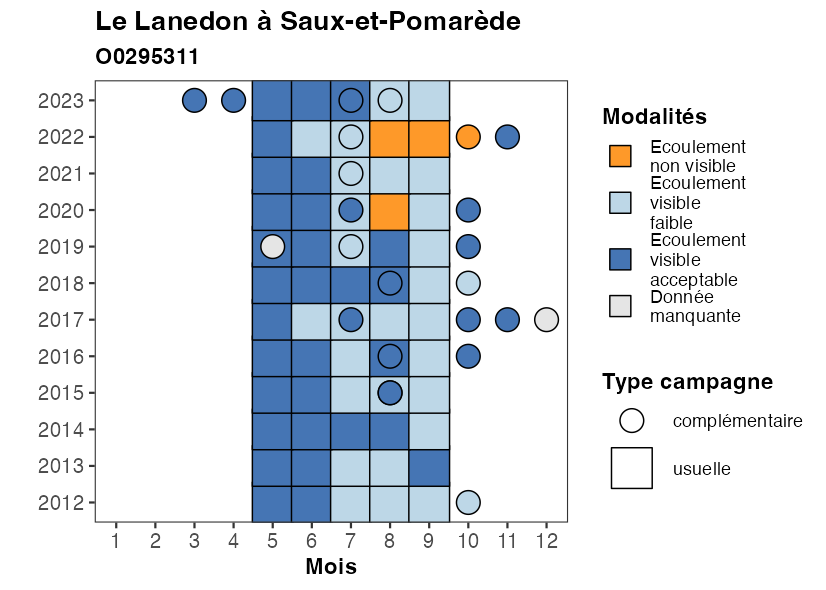 Le Lanedon à Saux-et-Pomarède
O0295311
2023
2022
2021
2020
2019
2018
2017
2016
2015
2014
2013
2012
1 2 3 4 5 6 7 8 9 10 11 12
Mois
Modalités
Ecoulement
non visible
Ecoulement
visible
faible
Ecoulement
visible
acceptable
Donnée
manquante
Type campagne
complémentaire
usuelle